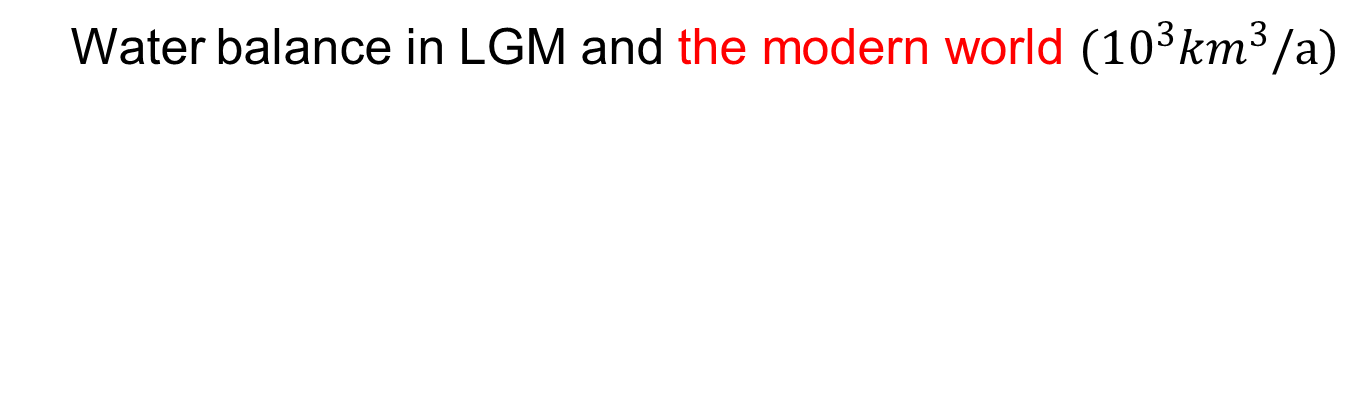 Water balance in LGM and the modern world (10³km³/a)